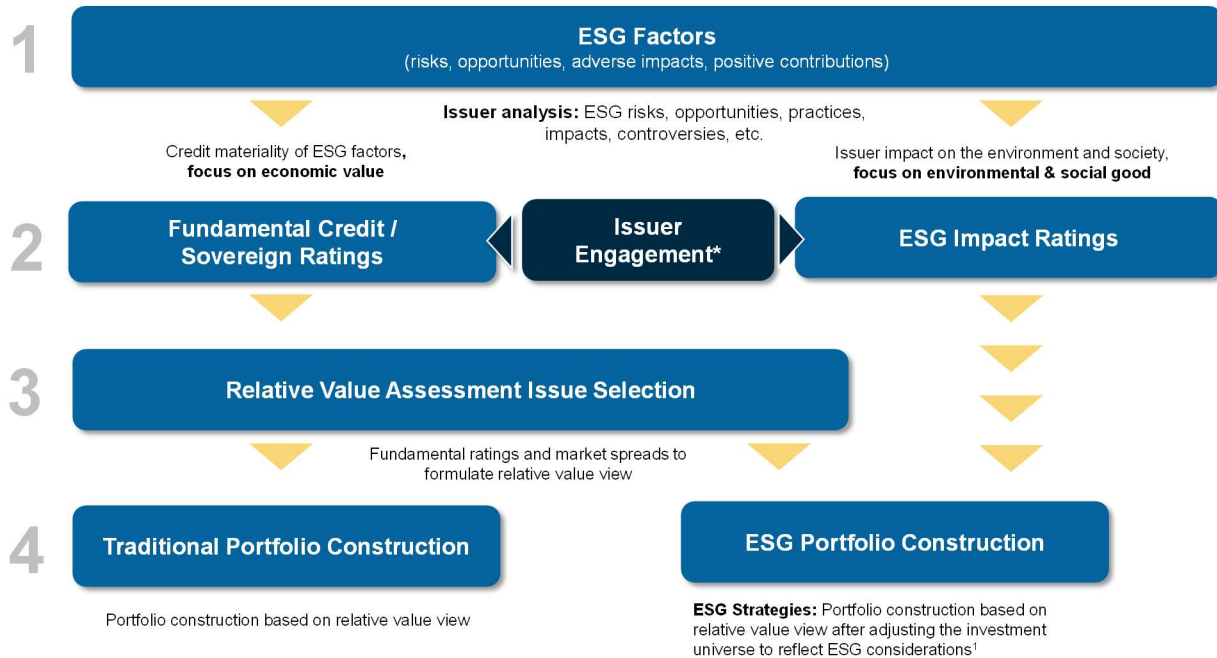 1
ESG Factors
(risks, opportunities, adverse impacts, positive contributions)
Issuer analysis: ESG risks, opportunities, practices,
impacts, controversies, etc.
Credit materiality of ESG factors,
focus on economic value
Issuer impact on the environment and society,
focus on environmental & social good
2
Fundamental Credit /
Sovereign Ratings
Issuer
Engagement*
ESG Impact Ratings
3
Relative Value Assessment Issue Selection
Fundamental ratings and market spreads to
formulate relative value view
4
Traditional Portfolio Construction
ESG Portfolio Construction
Portfolio construction based on relative value view
ESG Strategies: Portfolio construction based on
relative value view after adjusting the investment
universe to reflect ESG considerations¹